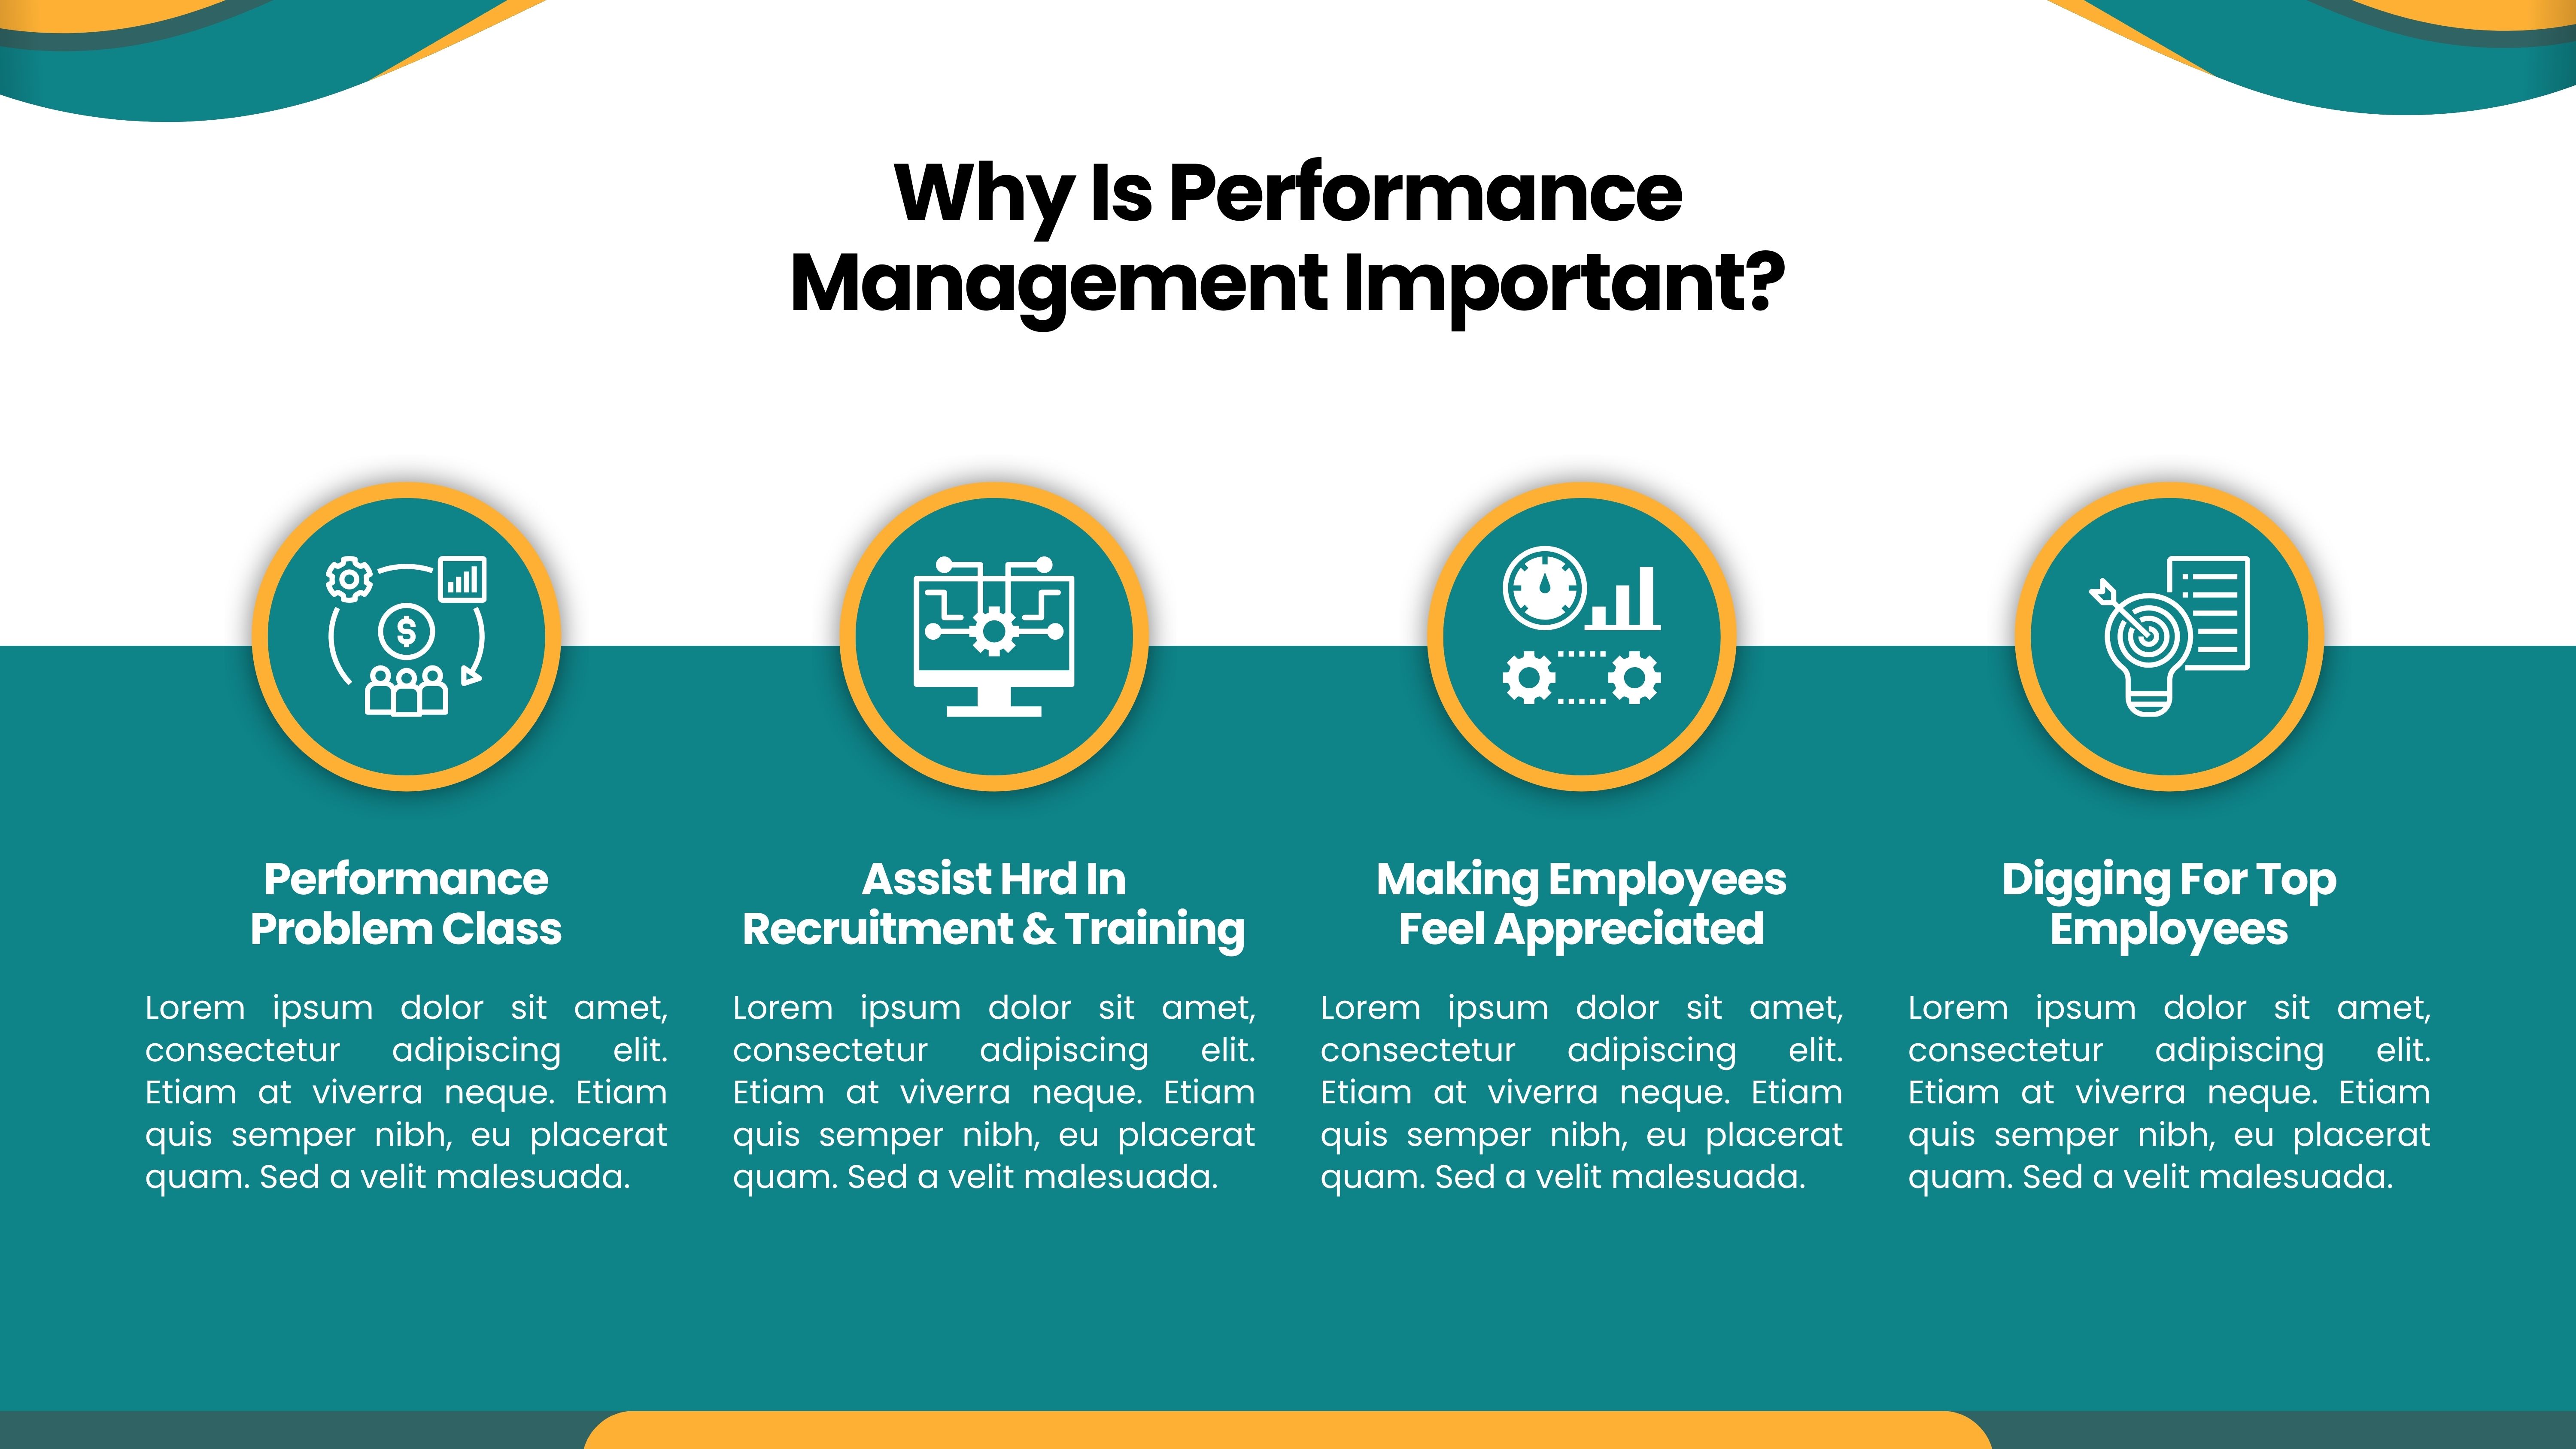 Why Is Performance
Management Important?
Performance
Problem Class
Lorem ipsum dolor sit amet,
consectetur adipiscing elit.
Etiam at viverra neque. Etiam
quis semper nibh, eu placerat
quam. Sed a velit malesuada.
Assist Hrd In
Recruitment & Training
Lorem ipsum dolor sit amet,
consectetur adipiscing elit.
Etiam at viverra neque. Etiam
quis semper nibh, eu placerat
quam. Sed a velit malesuada.
Making Employees
Feel Appreciated
Lorem ipsum dolor sit amet,
consectetur adipiscing elit.
Etiam at viverra neque. Etiam
quis semper nibh, eu placerat
quam. Sed a velit malesuada.
Digging For Top
Employees
Lorem ipsum dolor sit amet,
consectetur adipiscing elit.
Etiam at viverra neque. Etiam
quis semper nibh, eu placerat
quam. Sed a velit malesuada.